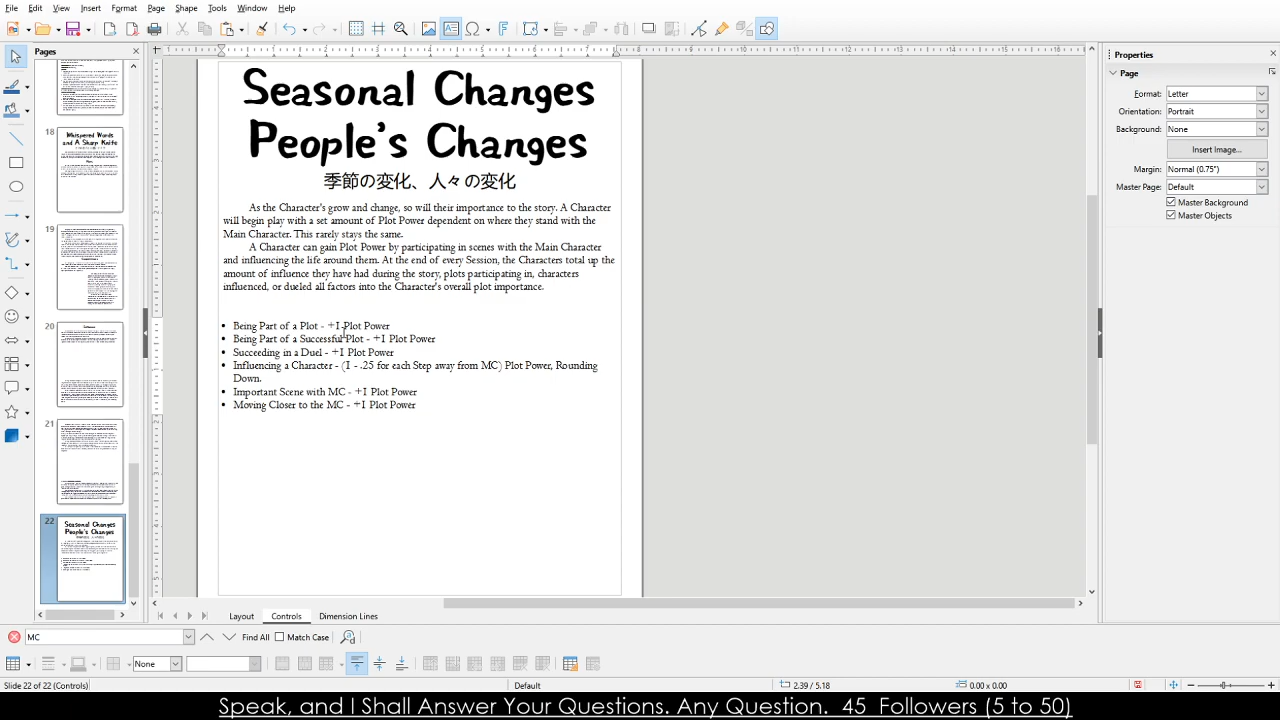 File Edit View Insert Format Page Shape Tools Window Help
Pages
18
Whispered Words
and A Sharp Knife
19
20
21
22
Seasonal Changes
People's Changes
Seasonal Changes
People's Changes
季節の変化、人々の変化
As the Character's grow and change, so will their importance to the story. A Character
will begin play with a set amount of Plot Power dependent on where they stand with the
Main Character. This rarely stays the same.
A Character can gain Plot Power by participating in scenes with the Main Character
and influencing the life around them. At the end of every Session, the Characters total up the
amount of influence they have had during the story, plots participating in, characters
influenced, or dueled all factors into the Character's overall plot importance.
• Being Part of a Plot - +1 Plot Power
• Being Part of a Successful Plot - +1 Plot Power
• Succeeding in a Duel - +1 Plot Power
• Influencing a Character - (1 - .25 for each Step away from MC) Plot Power, Rounding
Down.
• Important Scene with MC - +1 Plot Power
• Moving Closer to the MC - +1 Plot Power
Properties
Page
Format: Letter
Orientation: Portrait
Background: None
Insert Image...
Margin: Normal (0.75")
Master Page: Default
Master Background
Master Objects
Layout Controls Dimension Lines
MC Find All Match Case
None
Slide 22 of 22 (Controls) Default 2.39 / 5.18 0.00 x 0.00
Speak, and I Shall Answer Your Questions. Any Question. 45 Followers (5 to 50)